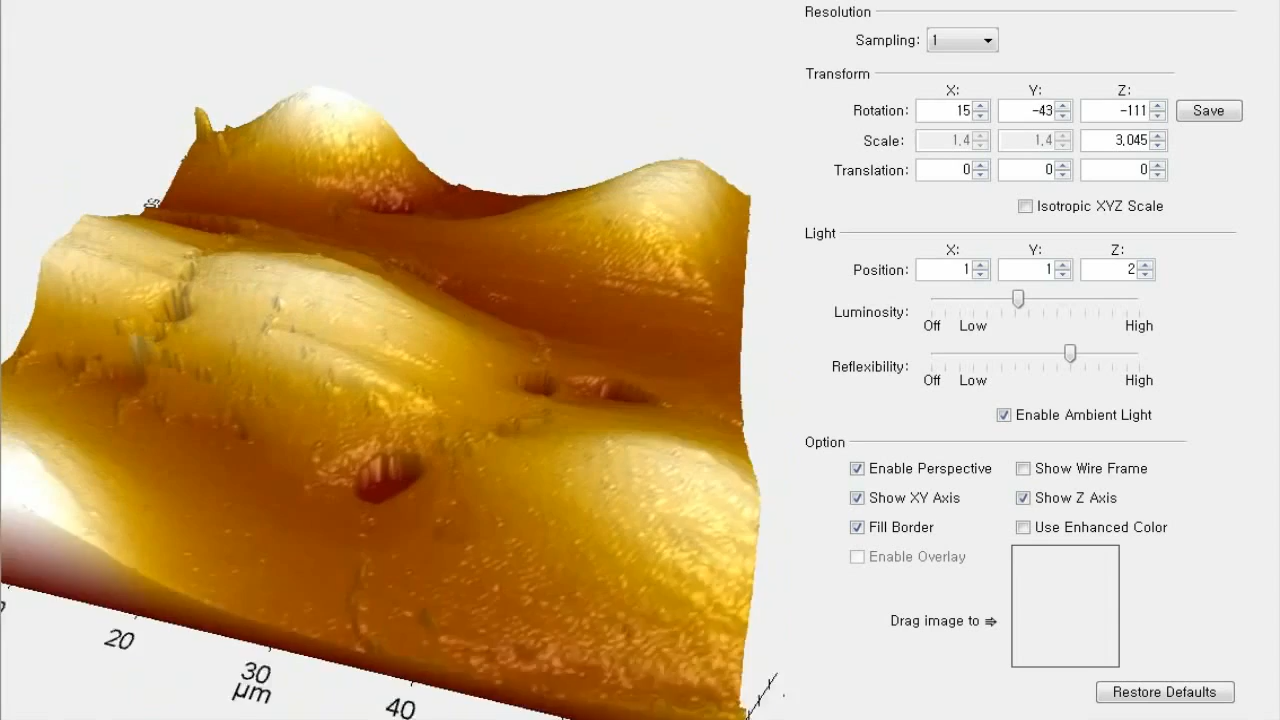 Resolution
Sampling: 1
Transform
X: Y: Z:
Rotation: 15 -43 -111 Save
Scale: 1.4 1.4 3.045
Translation: 0 0 0
Isotropic XYZ Scale
Light
X: Y: Z:
Position: 1 1 2
Luminosity:
Off Low High
Reflexibility:
Off Low High
Enable Ambient Light
Option
Enable Perspective Show Wire Frame
Show XY Axis Show Z Axis
Fill Border Use Enhanced Color
Enable Overlay
Drag image to ⇒
Restore Defaults
20
30
µm
40